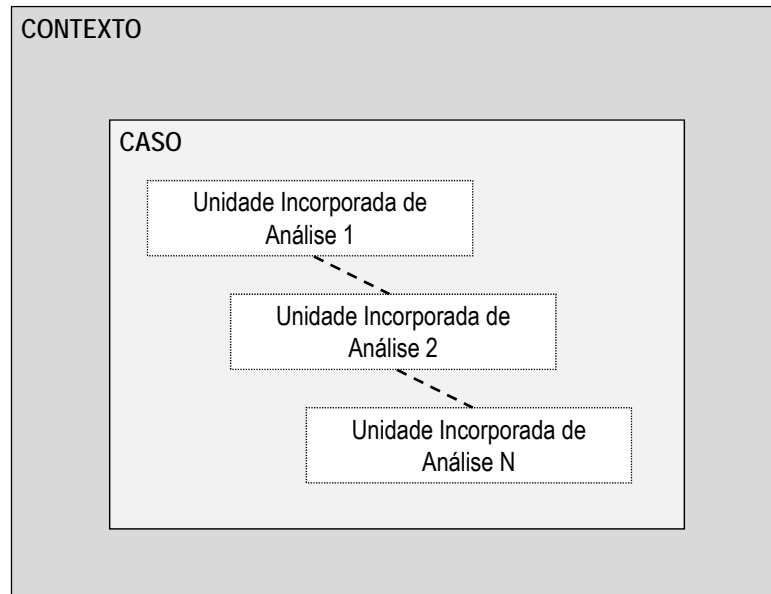 CONTEXTO
CASO
Unidade Incorporada de
Análise 1
Unidade Incorporada de
Análise 2
Unidade Incorporada de
Análise N